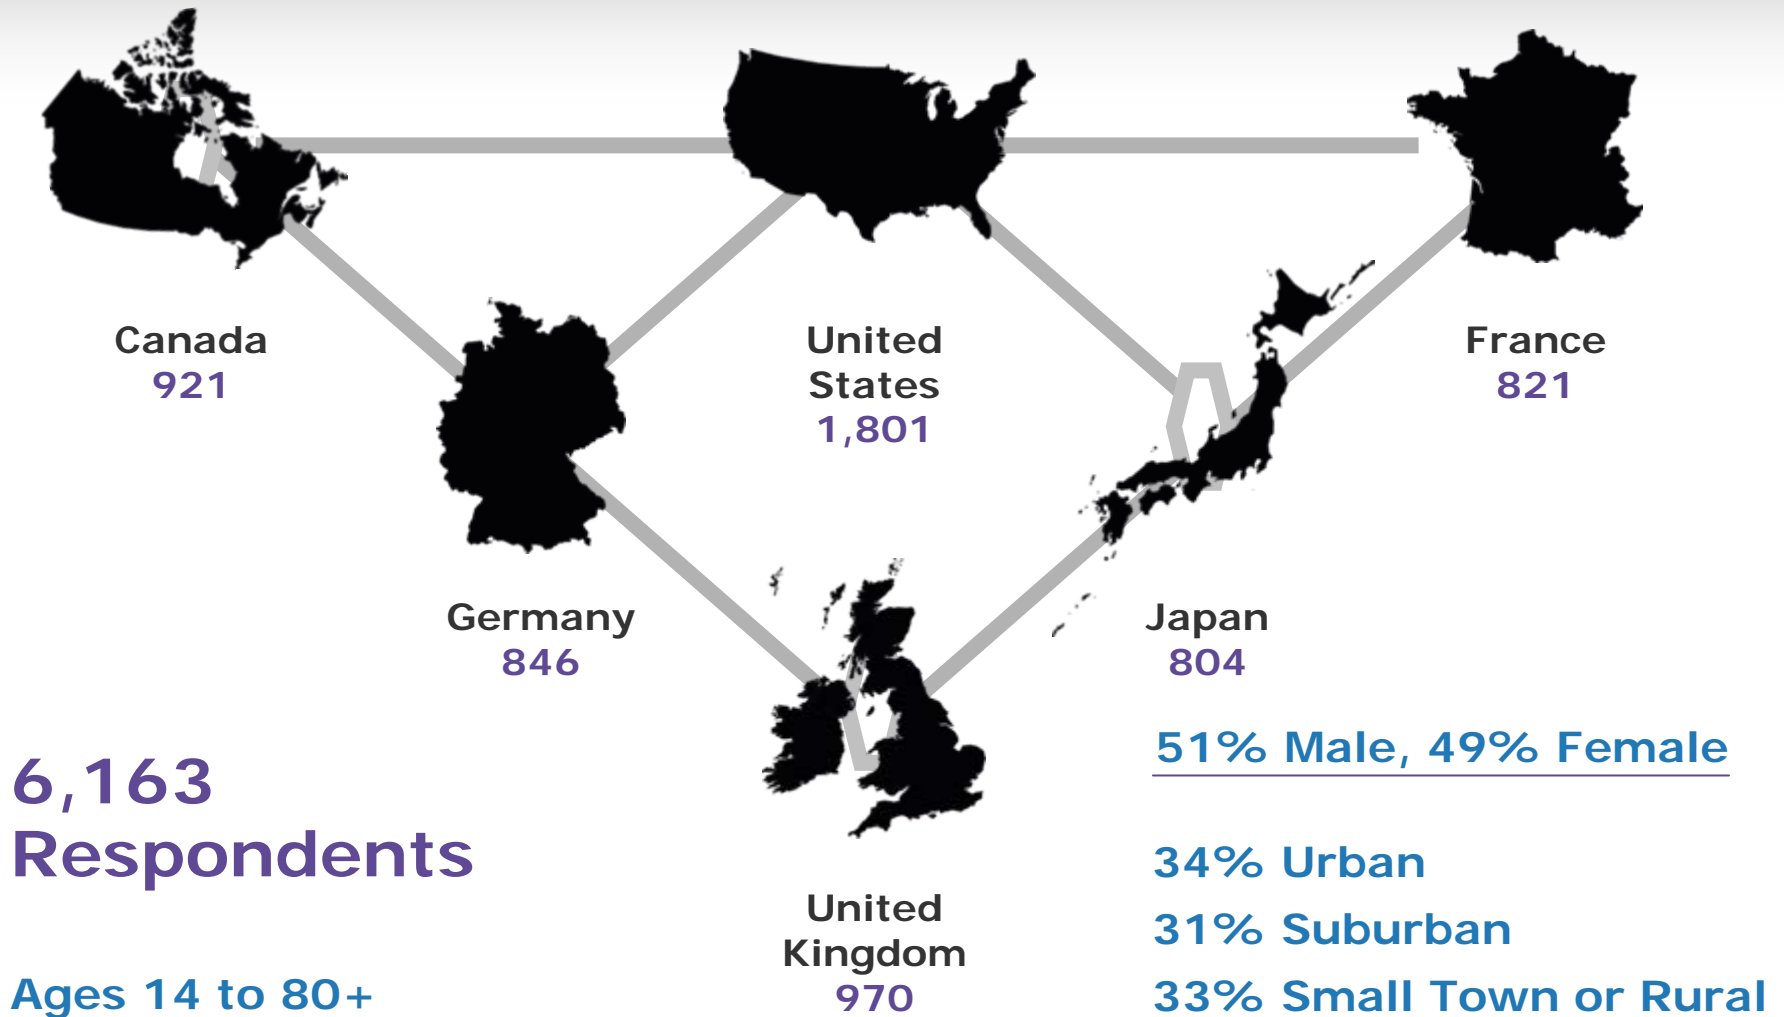 Canada
921
United
States
1,801
France
821
Germany
846
Japan
804
United
Kingdom
970
6,163
Respondents
Ages 14 to 80+
51% Male, 49% Female
34% Urban
31% Suburban
33% Small Town or Rural